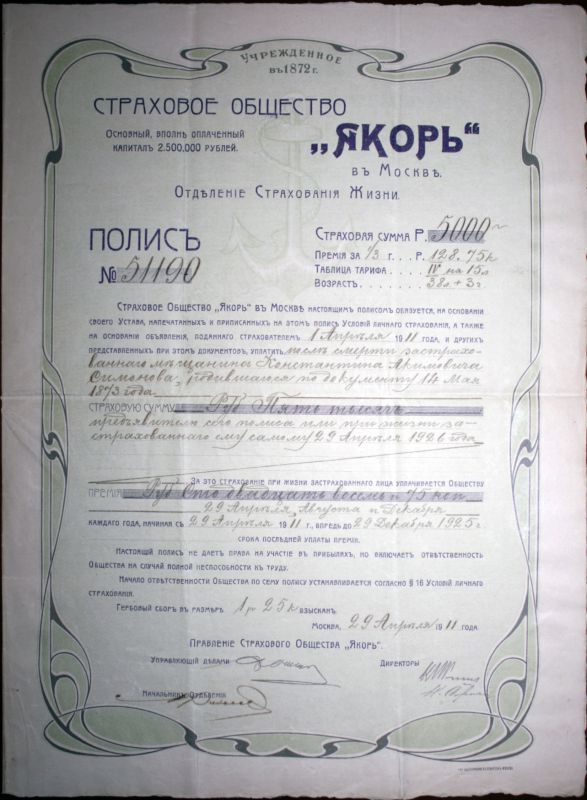 Учрежденное
въ 1872 г.
Страховое Общество
Основный, вполнѣ оплаченный
капиталъ 2.500.000 рублей.
„Якорь“
въ Москвѣ.
Отдѣленіе Страхованія Жизни.
Полисъ
№ 51190
Страховая сумма Р. 5000
Премія за 1/3 г. . . Р. 128. 75 к
Таблица тарифа . . IV на 15 л
Возрастъ . . . . . . 38 л + 3 г
Страховое Общество „Якорь“ въ Москвѣ настоящимъ полисомъ обязуется, на основаніи
своего Устава, напечатанныхъ и приписанныхъ на этомъ полисѣ Условій личнаго страхованія, а также
на основаніи объявленія, поданнаго страхователемъ 1 Апрѣля 1911 года, и другихъ
представленныхъ при этомъ документовъ, уплатить послѣ смерти застрахо-
ваннаго мѣщанина Константина Акимовича
Симонова, родившагося по документу 14 Мая
1873 года
страховую сумму Руб Пять тысячъ
предъявителю сего полиса или при жизни за-
страхованнаго ему самому 29 Апрѣля 1926 года
За это страхованіе при жизни застрахованнаго лица уплачивается Обществу
премія Руб Сто двадцать восемь и 75 коп.
29 Апрѣля, Августа и Декабря
каждаго года, начиная съ 29 Апрѣля 1911 г., впредь до 29 Декабря 1925 г
срока послѣдней уплаты преміи.
Настоящій полисъ не даетъ права на участіе въ прибыляхъ, но включаетъ отвѣтственность
Общества на случай полной неспособности къ труду.
Начало отвѣтственности Общества по сему полису устанавливается согласно § 16 Условій личнаго
страхованія.
Гербовый сборъ въ размѣрѣ 1 р 25 к взысканъ.
Москва, 29 Апрѣля 1911 года
Правленіе Страхового Общества „Якорь“.
Управляющій дѣлами
Директоры
Начальникъ Отдѣленія